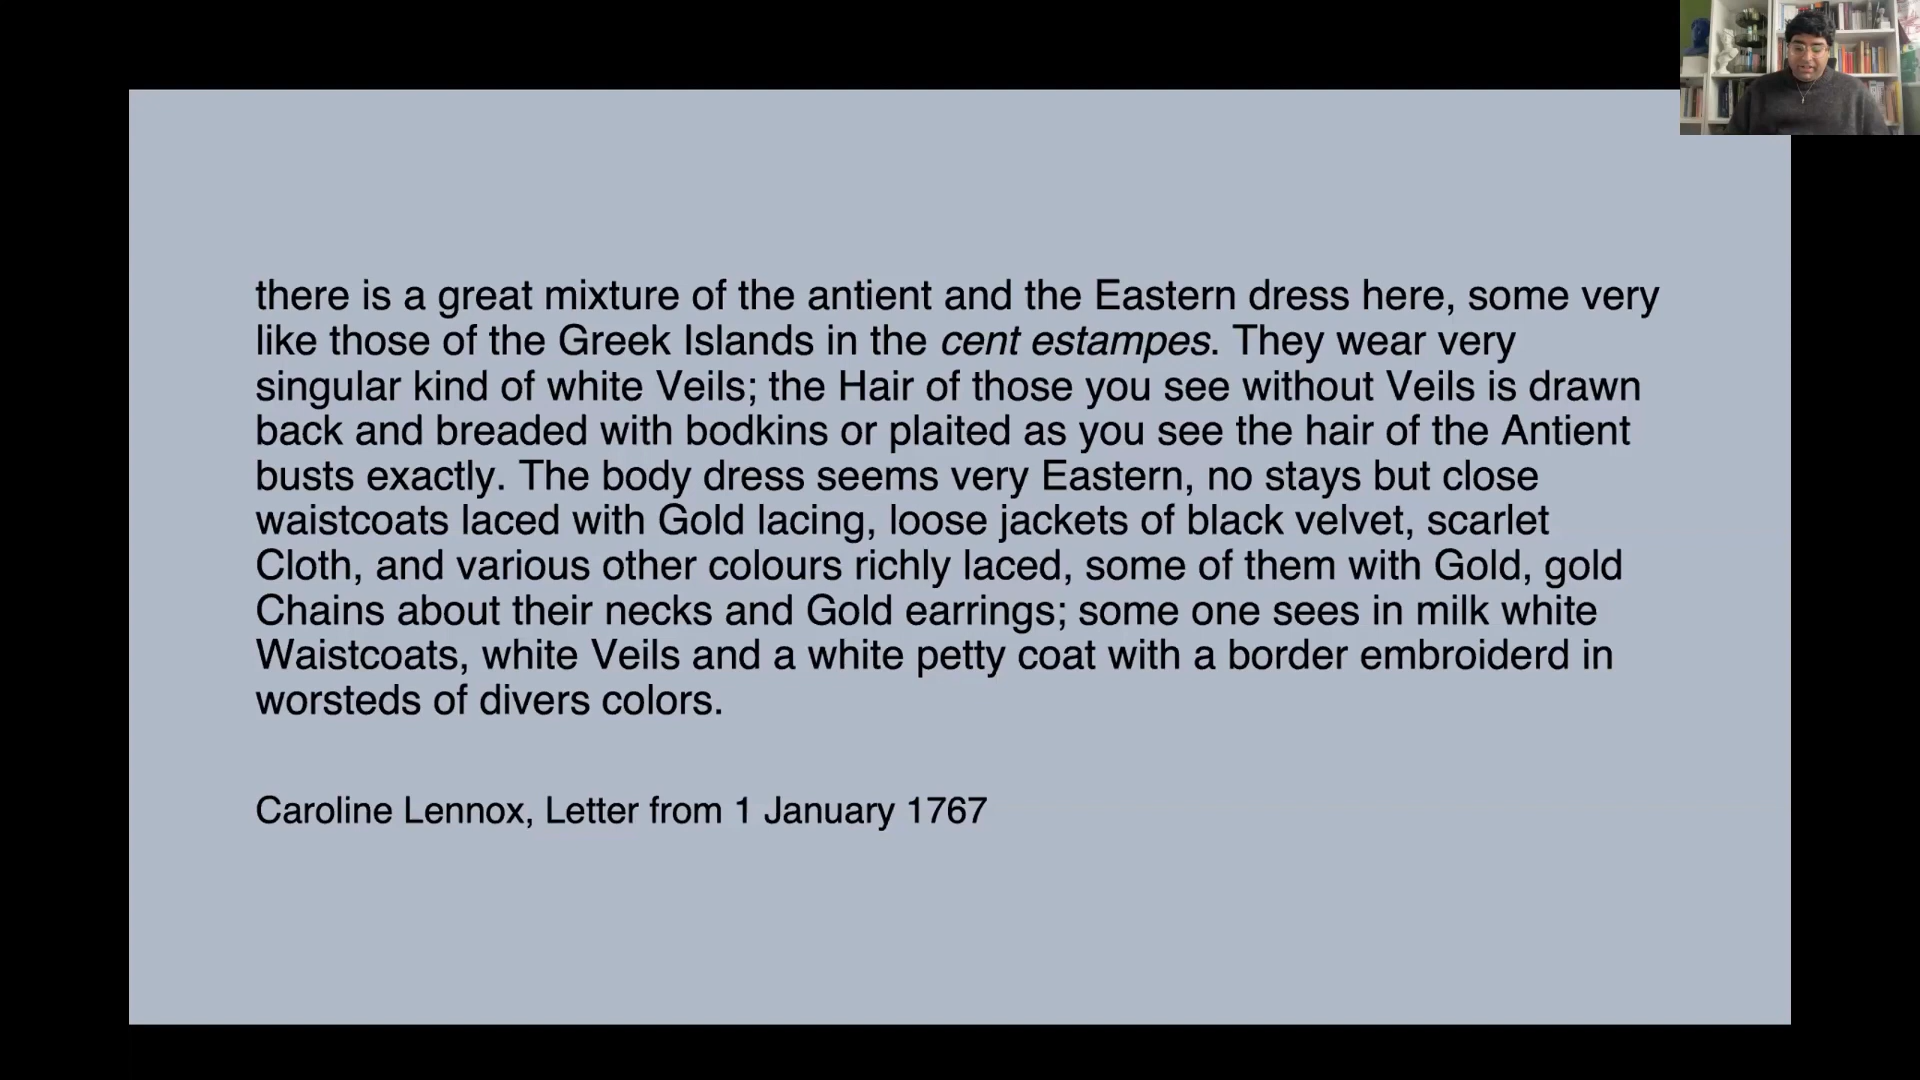 there is a great mixture of the antient and the Eastern dress here, some very
like those of the Greek Islands in the cent estampes. They wear very
singular kind of white Veils; the Hair of those you see without Veils is drawn
back and breaded with bodkins or plaited as you see the hair of the Antient
busts exactly. The body dress seems very Eastern, no stays but close
waistcoats laced with Gold lacing, loose jackets of black velvet, scarlet
Cloth, and various other colours richly laced, some of them with Gold, gold
Chains about their necks and Gold earrings; some one sees in milk white
Waistcoats, white Veils and a white petty coat with a border embroiderd in
worsteds of divers colors.
Caroline Lennox, Letter from 1 January 1767